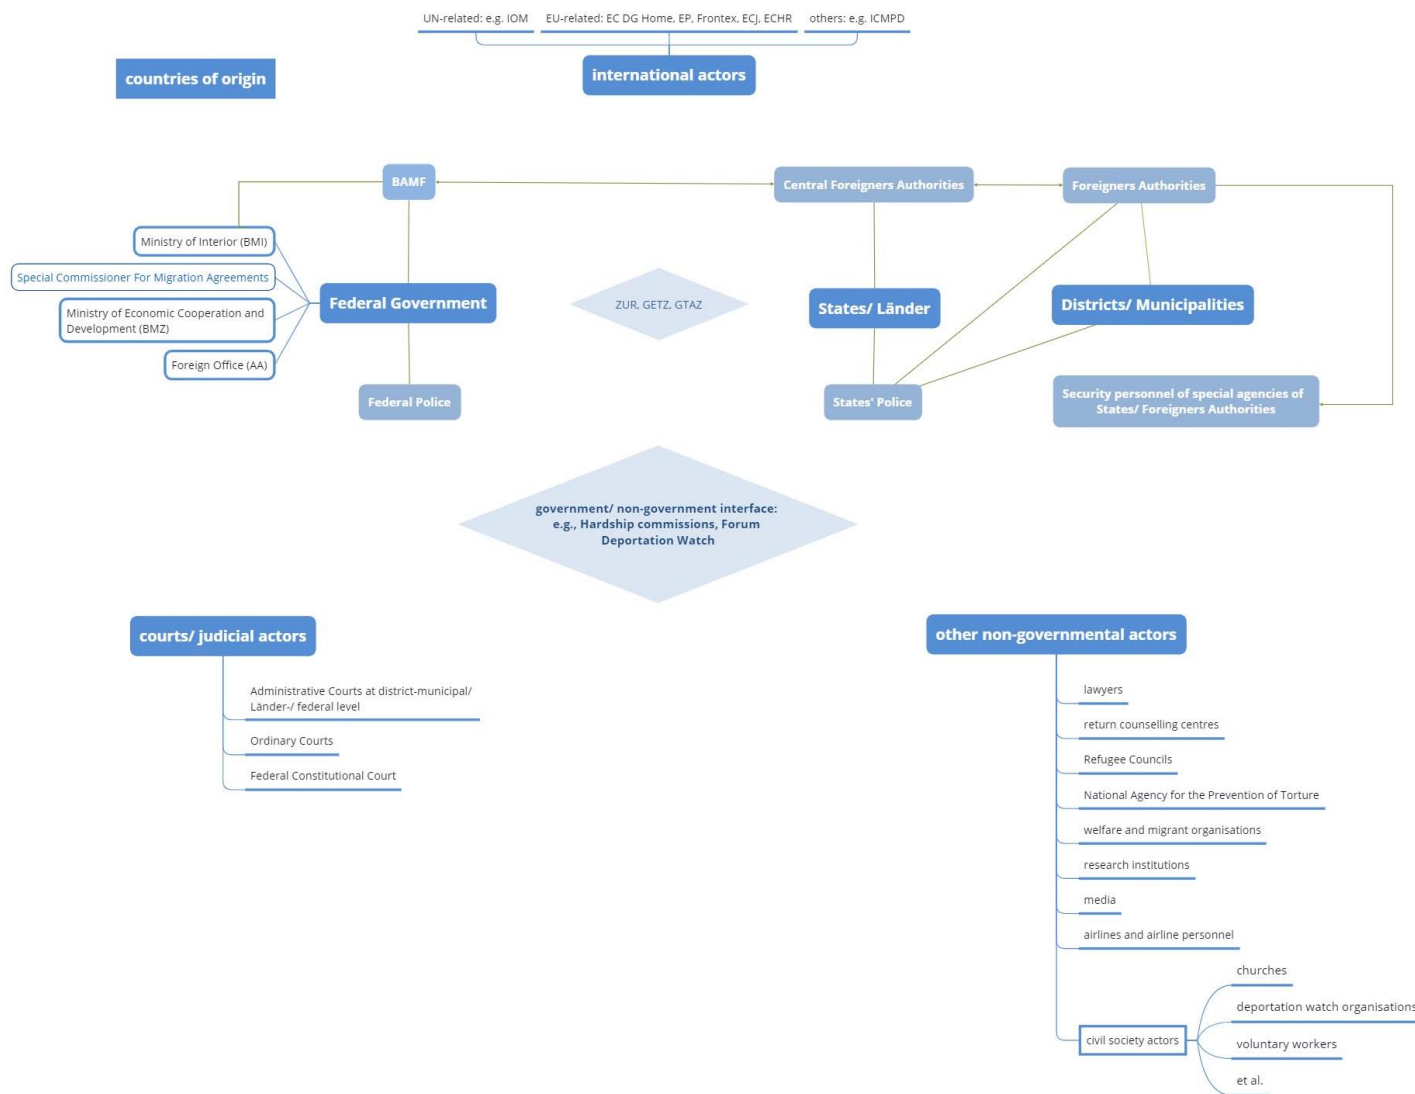 UN-related: e.g. IOM
EU-related: EC DG Home, EP, Frontex, ECJ, ECHR
others: e.g. ICMPD
international actors
countries of origin
BAMF
Central Foreigners Authorities
Foreigners Authorities
Ministry of Interior (BMI)
Special Commissioner For Migration Agreements
Ministry of Economic Cooperation and
Development (BMZ)
Foreign Office (AA)
Federal Government
ZUR, GETZ, GTAZ
States/ Länder
Districts/ Municipalities
Federal Police
States' Police
Security personnel of special agencies of
States/ Foreigners Authorities
government/ non-government interface:
e.g., Hardship commissions, Forum
Deportation Watch
courts/ judicial actors
Administrative Courts at district-municipal/
Länder-/ federal level
Ordinary Courts
Federal Constitutional Court
other non-governmental actors
lawyers
return counselling centres
Refugee Councils
National Agency for the Prevention of Torture
welfare and migrant organisations
research institutions
media
airlines and airline personnel
civil society actors
churches
deportation watch organisations
voluntary workers
et al.